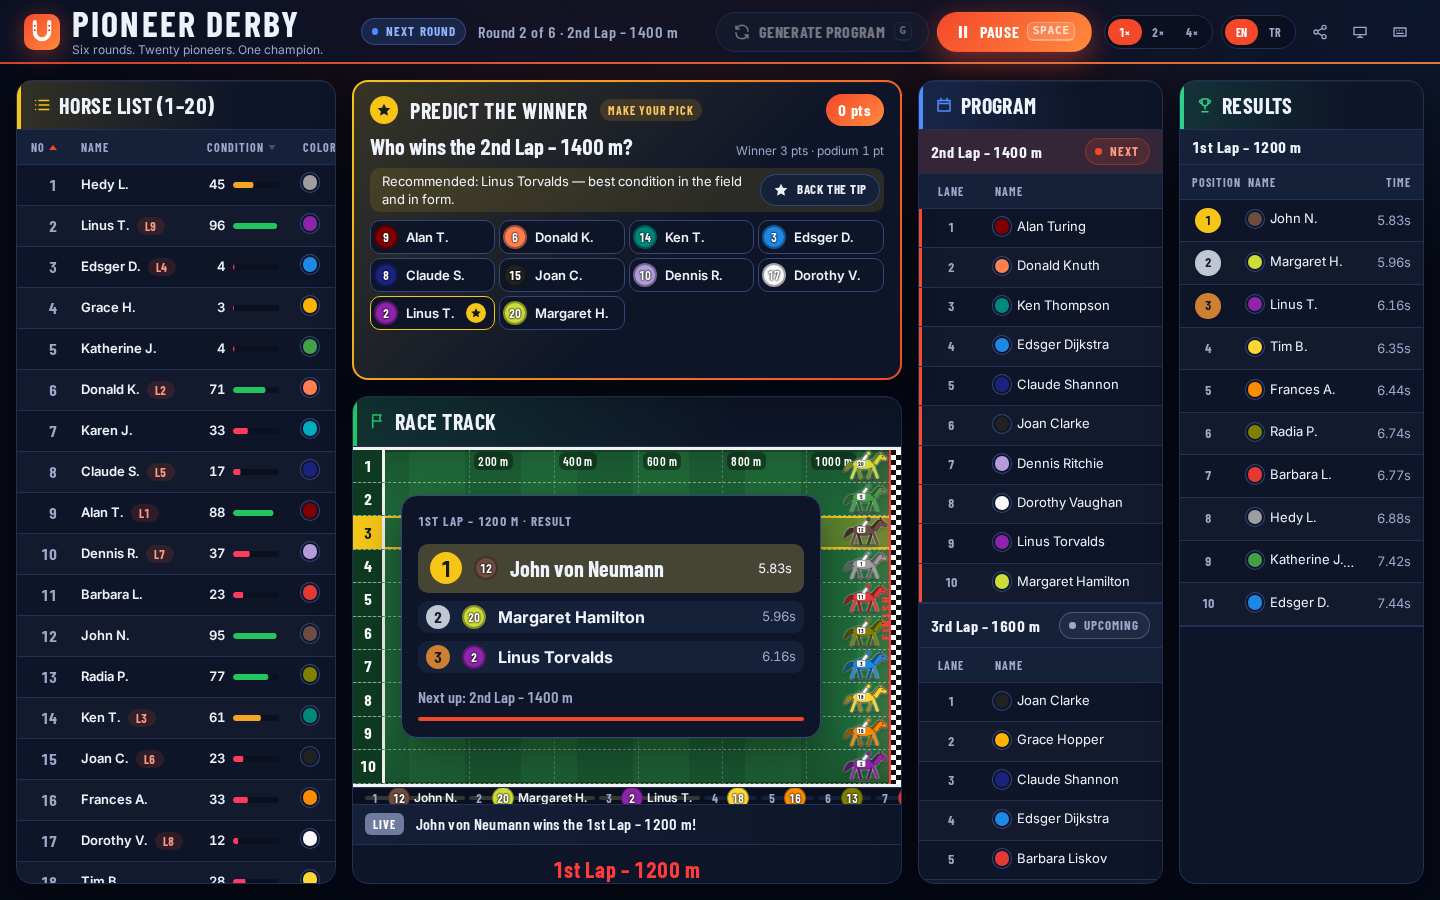 PIONEER DERBY
Six rounds. Twenty pioneers. One champion.
NEXT ROUND
Round 2 of 6 · 2nd Lap – 1400 m
GENERATE PROGRAM G
PAUSE SPACE
1× 2× 4×
EN TR
HORSE LIST (1–20)
NO NAME CONDITION COLOR
1 Hedy L. 45
2 Linus T. L9 96
3 Edsger D. L4 4
4 Grace H. 3
5 Katherine J. 4
6 Donald K. L2 71
7 Karen J. 33
8 Claude S. L5 17
9 Alan T. L1 88
10 Dennis R. L7 37
11 Barbara L. 23
12 John N. 95
13 Radia P. 77
14 Ken T. L3 61
15 Joan C. L6 23
16 Frances A. 33
17 Dorothy V. L8 12
18 Tim B. 28
PREDICT THE WINNER MAKE YOUR PICK 0 pts
Who wins the 2nd Lap – 1400 m? Winner 3 pts · podium 1 pt
Recommended: Linus Torvalds — best condition in the field
and in form.
BACK THE TIP
9 Alan T. 6 Donald K. 14 Ken T. 3 Edsger D.
8 Claude S. 15 Joan C. 10 Dennis R. 17 Dorothy V.
2 Linus T. 20 Margaret H.
RACE TRACK
200 m 400 m 600 m 800 m 1000 m
1
2
3
4
5
6
7
8
9
10
1ST LAP – 1200 M · RESULT
1 12 John von Neumann 5.83s
2 20 Margaret Hamilton 5.96s
3 2 Linus Torvalds 6.16s
Next up: 2nd Lap – 1400 m
1 12 John N. 2 20 Margaret H. 3 2 Linus T. 4 18 5 16 6 13 7
LIVE John von Neumann wins the 1st Lap – 1200 m!
1st Lap – 1200 m
PROGRAM
2nd Lap – 1400 m NEXT
LANE NAME
1 Alan Turing
2 Donald Knuth
3 Ken Thompson
4 Edsger Dijkstra
5 Claude Shannon
6 Joan Clarke
7 Dennis Ritchie
8 Dorothy Vaughan
9 Linus Torvalds
10 Margaret Hamilton
3rd Lap – 1600 m UPCOMING
LANE NAME
1 Joan Clarke
2 Grace Hopper
3 Claude Shannon
4 Edsger Dijkstra
5 Barbara Liskov
RESULTS
1st Lap – 1200 m
POSITION NAME TIME
1 John N. 5.83s
2 Margaret H. 5.96s
3 Linus T. 6.16s
4 Tim B. 6.35s
5 Frances A. 6.44s
6 Radia P. 6.74s
7 Barbara L. 6.77s
8 Hedy L. 6.88s
9 Katherine J.… 7.42s
10 Edsger D. 7.44s